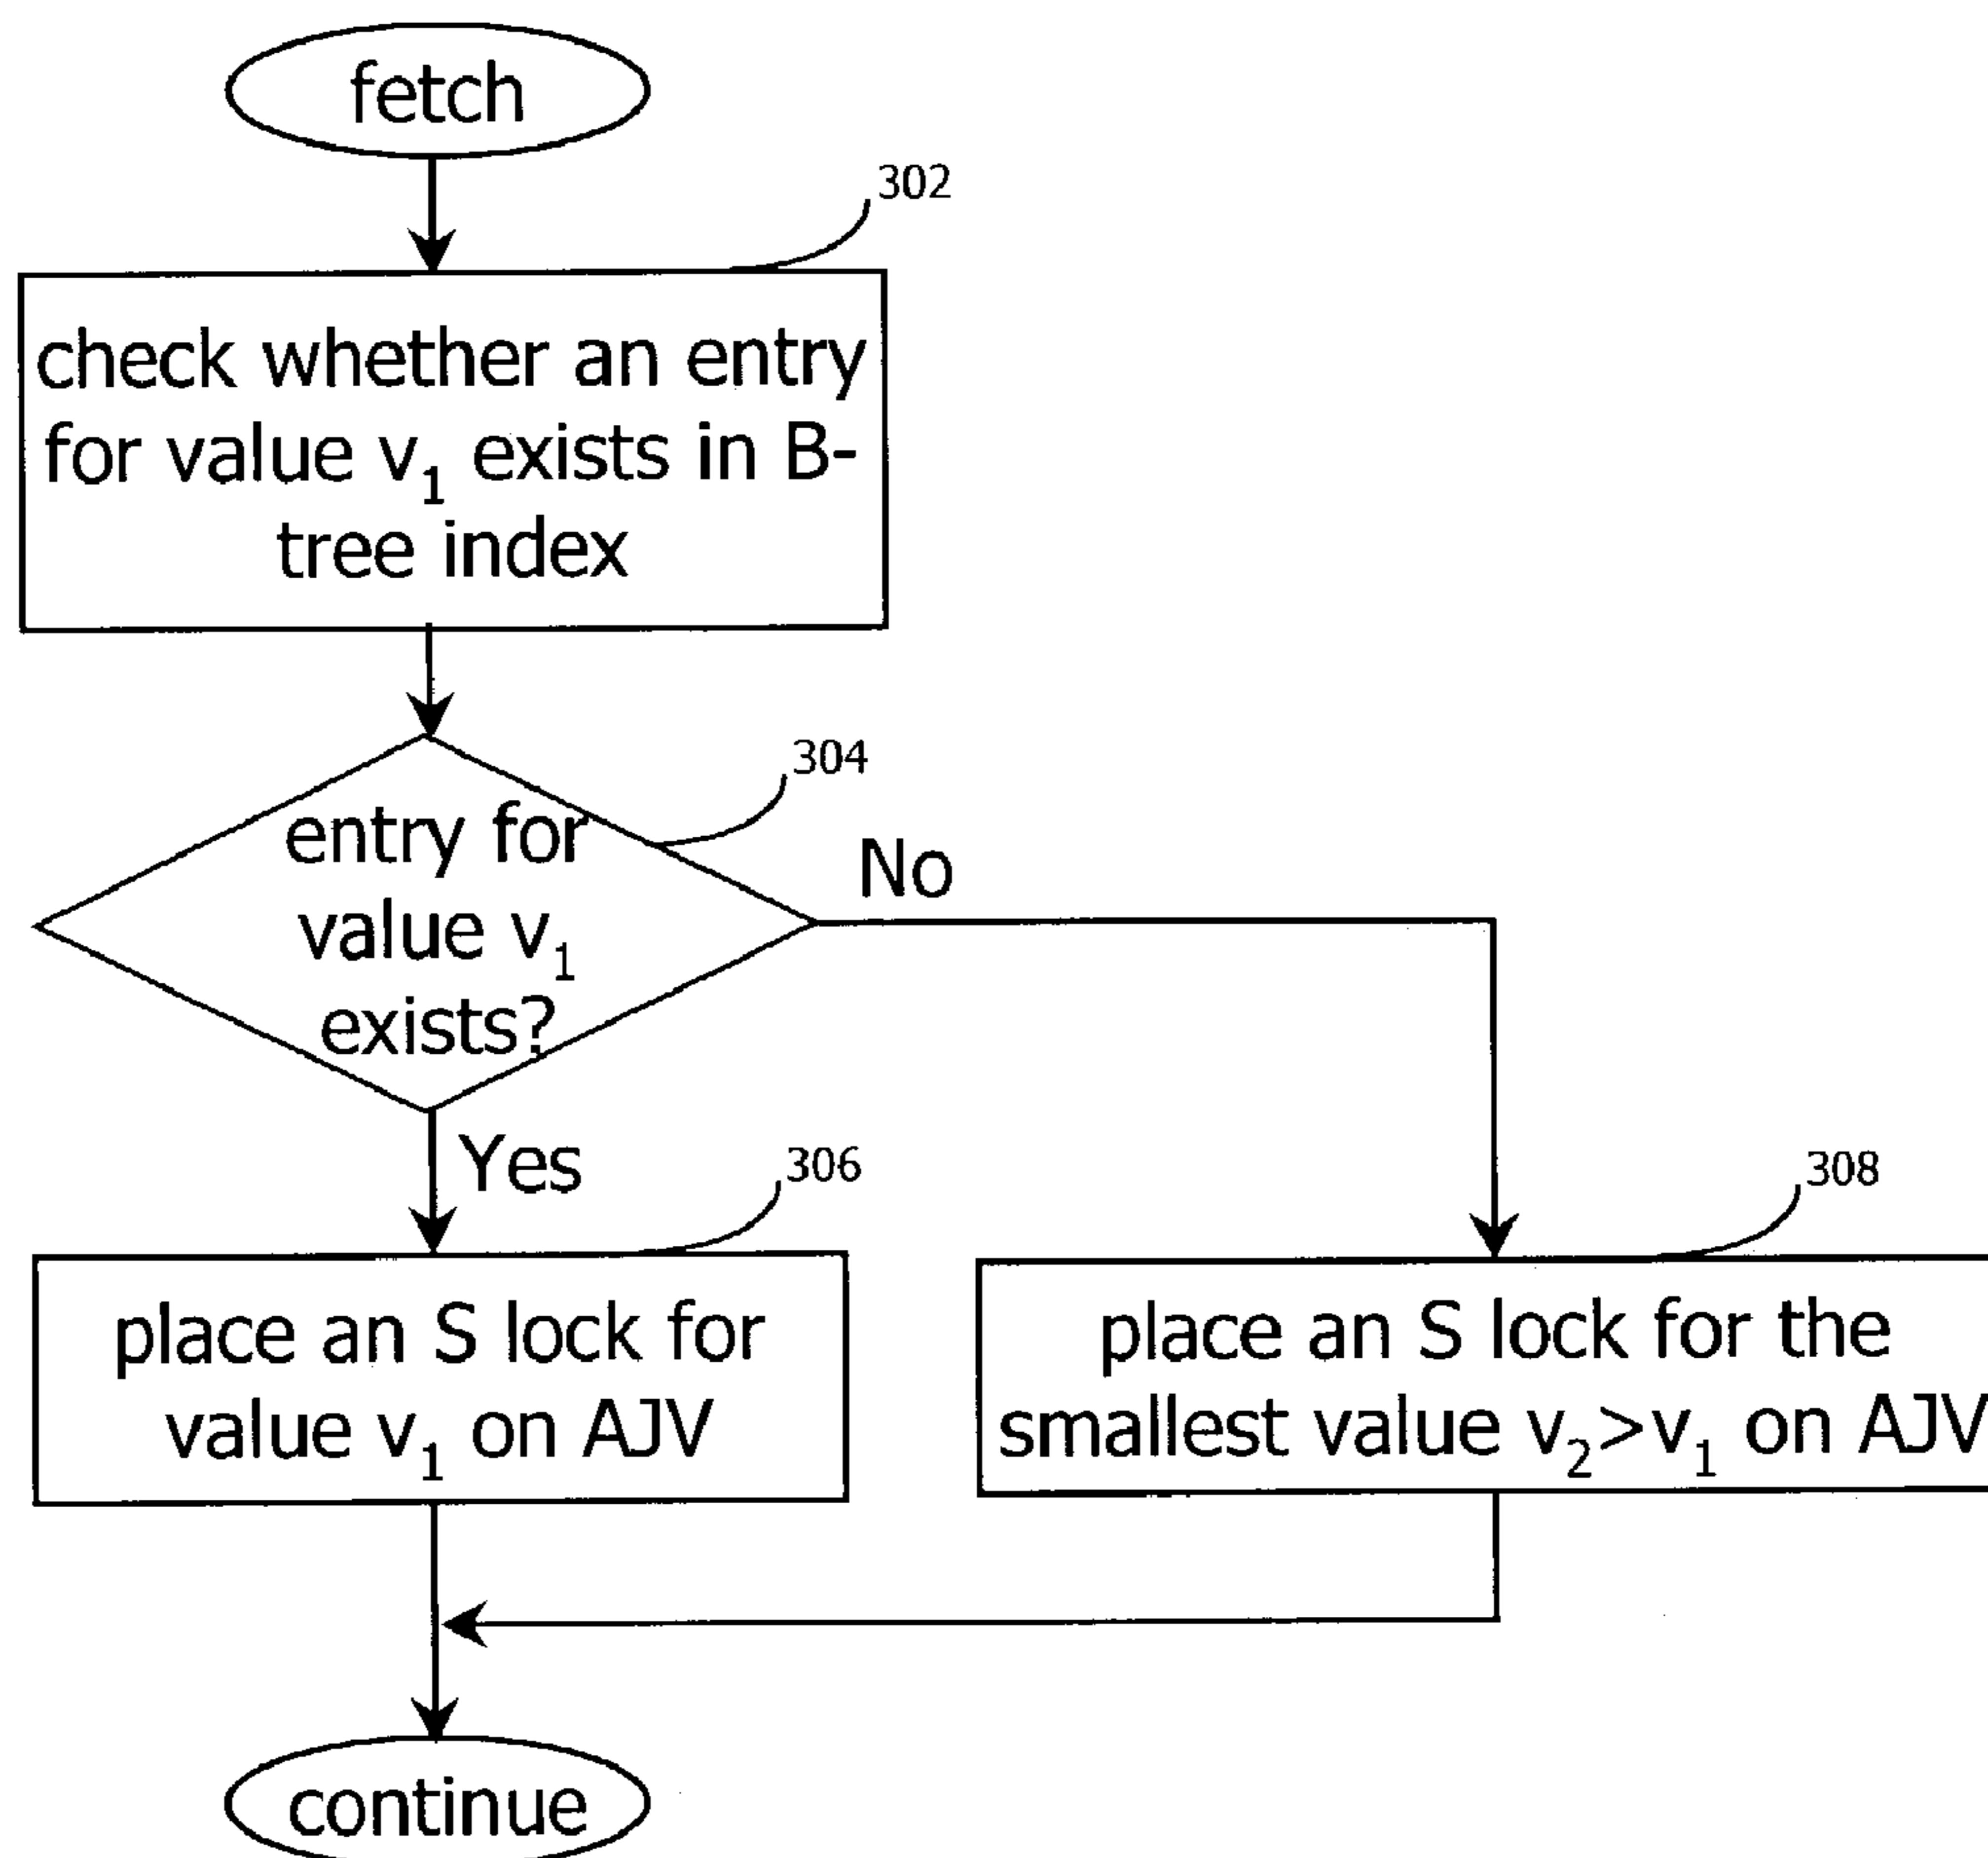 fetch
302
check whether an entry
for value v₁ exists in B-
tree index
304
entry for
value v₁
exists?
No
Yes
306
place an S lock for
value v₁ on AJV
308
place an S lock for the
smallest value v₂>v₁ on AJV
continue